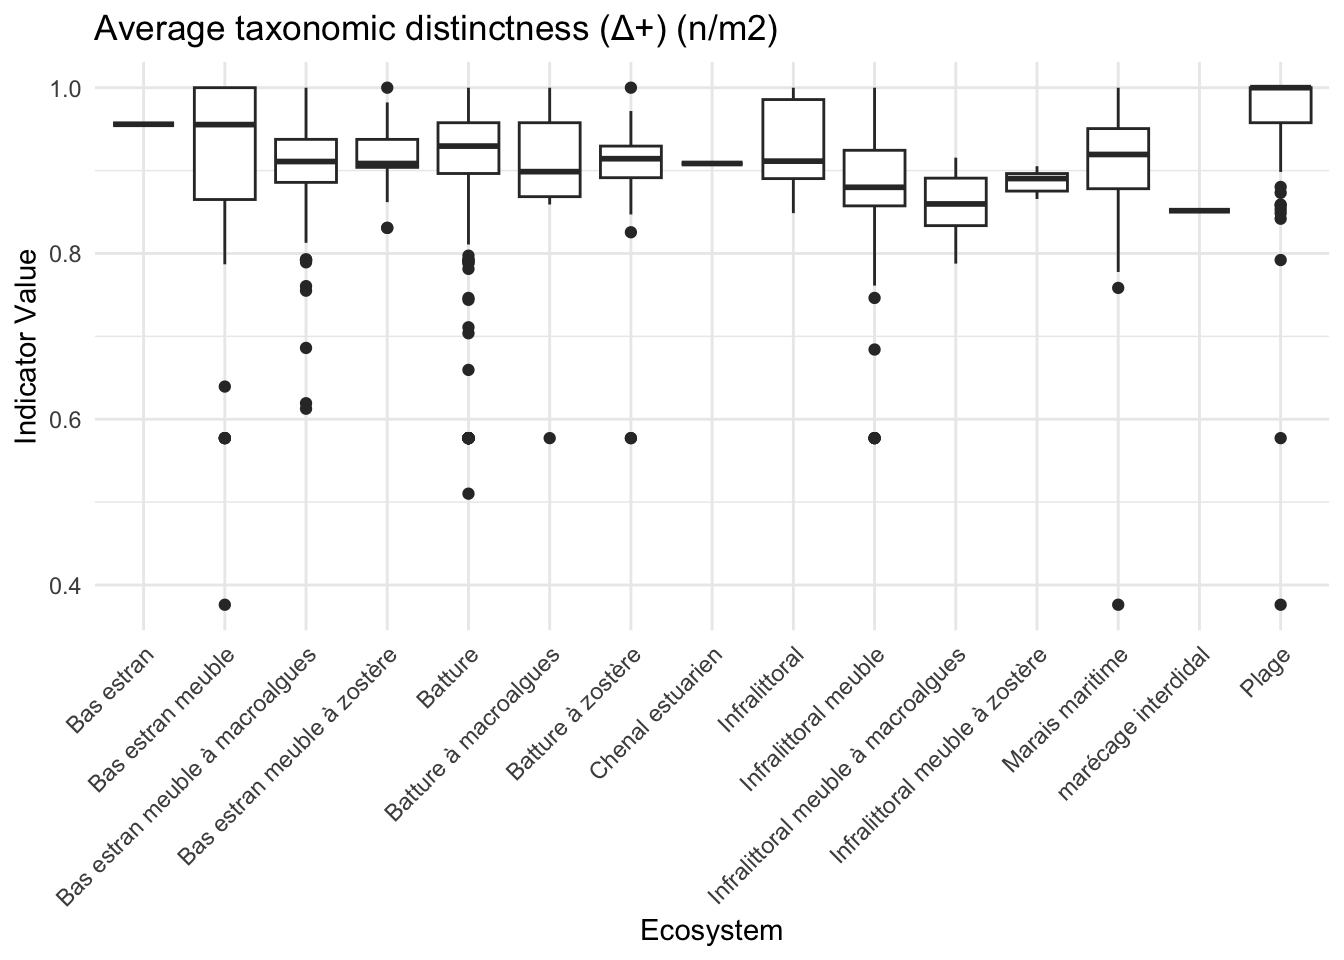 Average taxonomic distinctness (Δ+) (n/m2)
Indicator Value
1.0
0.8
0.6
0.4
Bas estran
Bas estran meuble
Bas estran meuble à macroalgues
Bas estran meuble à zostère
Batture
Batture à macroalgues
Batture à zostère
Chenal estuarien
Infralittoral
Infralittoral meuble
Infralittoral meuble à macroalgues
Infralittoral meuble à zostère
Marais maritime
marécage interdidal
Plage
Ecosystem